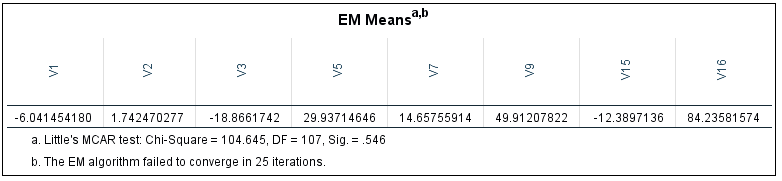 EM Meansa,b
V1 V2 V3 V5 V7 V9 V15 V16
-6.041454180 1.742470277 -18.8661742 29.93714646 14.65755914 49.91207822 -12.3897136 84.23581574
a. Little's MCAR test: Chi-Square = 104.645, DF = 107, Sig. = .546
b. The EM algorithm failed to converge in 25 iterations.